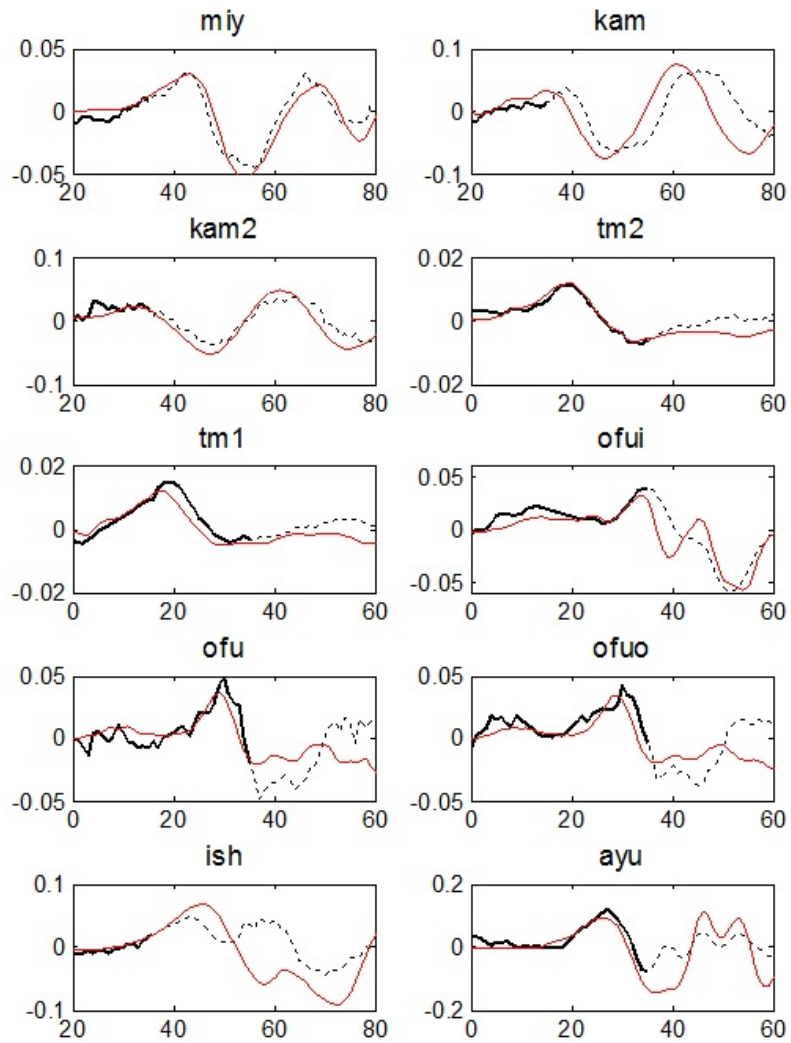 miy kam
0.05 0.1
0 0
-0.05 -0.1
20 40 60 80 20 40 60 80
kam2 tm2
0.1 0.02
0 0
-0.1 -0.02
20 40 60 80 0 20 40 60
tm1 ofui
0.02 0.05
0 0
-0.02 -0.05
0 20 40 60 0 20 40 60
ofu ofuo
0.05 0.05
0 0
-0.05 -0.05
0 20 40 60 0 20 40 60
ish ayu
0.1 0.2
0 0
-0.1 -0.2
20 40 60 80 0 20 40 60